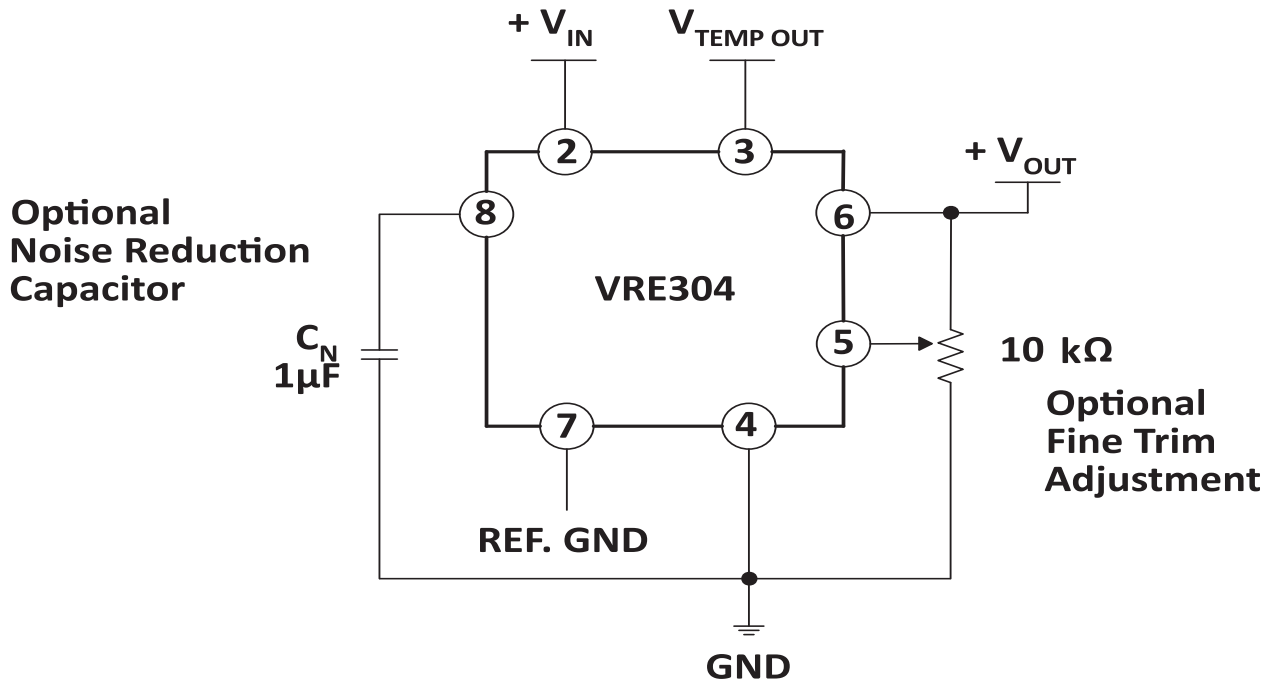 + VIN
VTEMP OUT
2
3
+ VOUT
8
6
Optional
Noise Reduction
Capacitor
VRE304
CN
1µF
5
10 kΩ
Optional
Fine Trim
Adjustment
7
4
REF. GND
GND